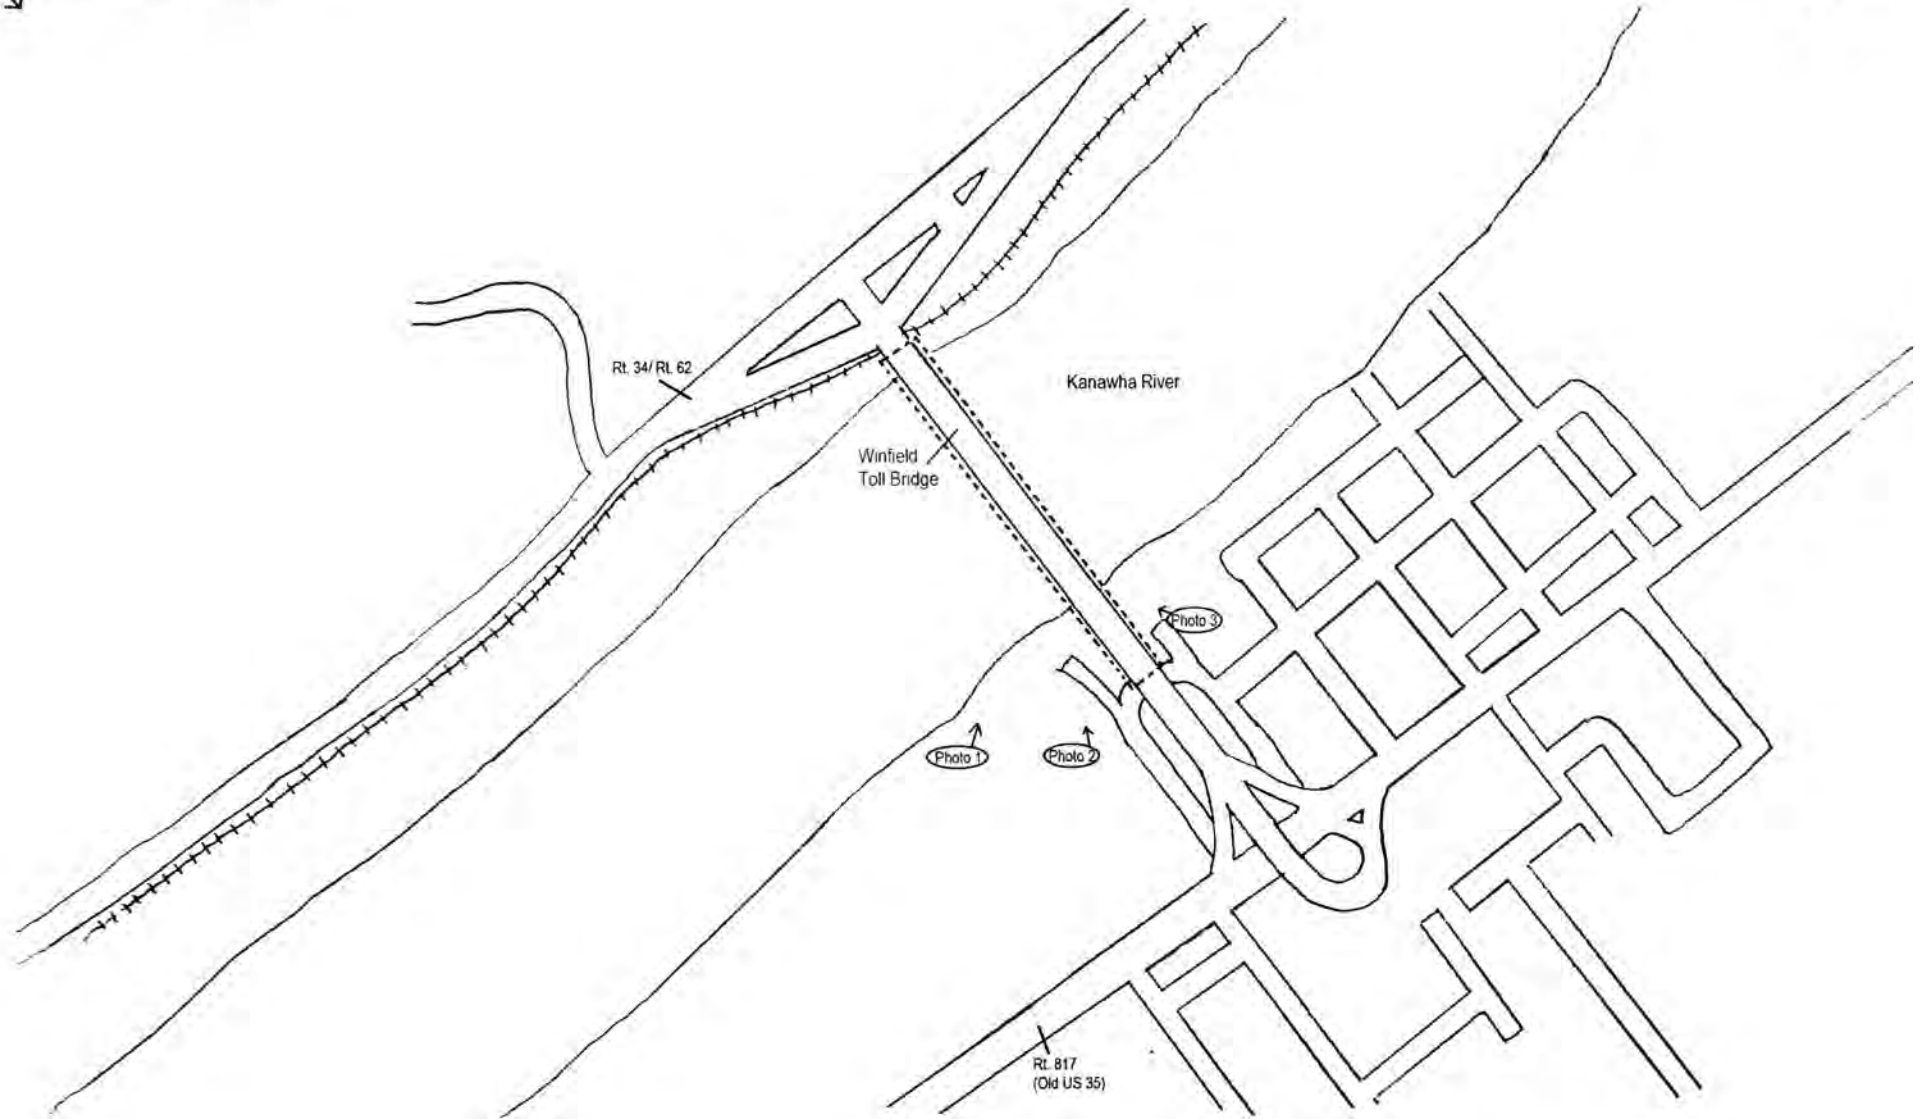 Rt. 34/ Rt. 62
Kanawha River
Winfield
Toll Bridge
Photo 3
Photo 1
Photo 2
Rt. 817
(Old US 35)